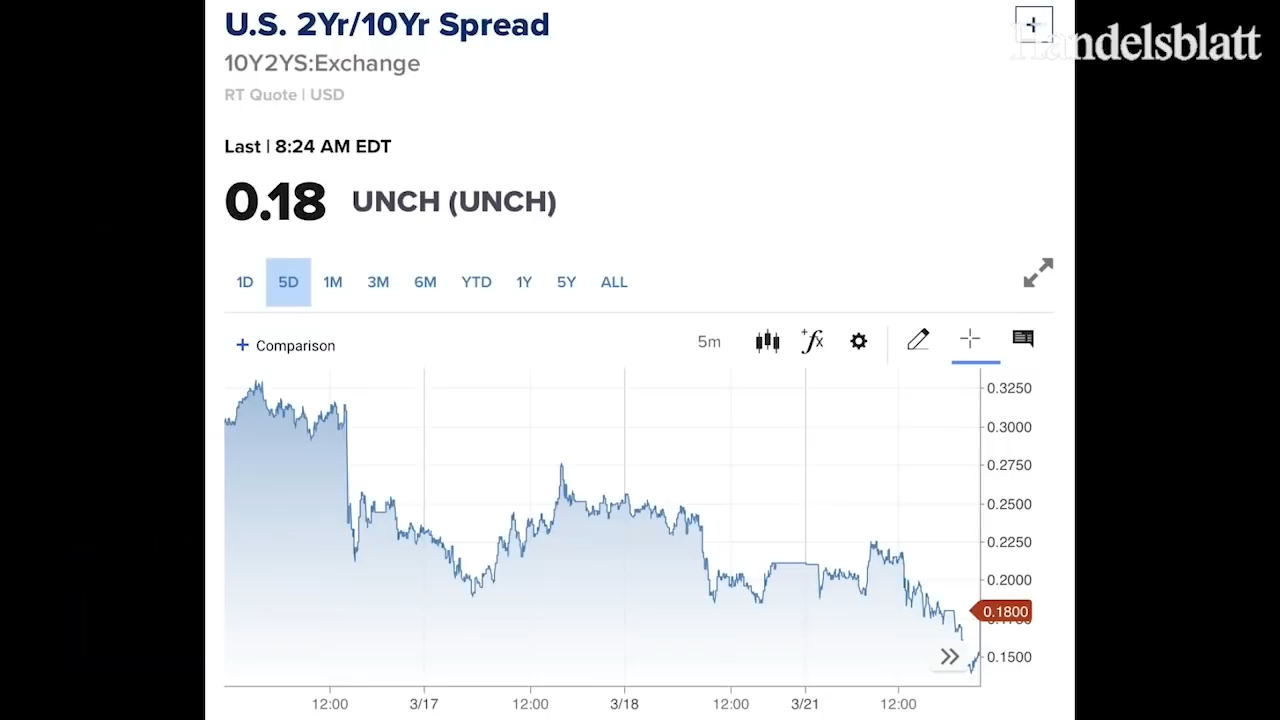 U.S. 2Yr/10Yr Spread
Handelsblatt
10Y2YS:Exchange
RT Quote | USD
Last | 8:24 AM EDT
0.18 UNCH (UNCH)
1D 5D 1M 3M 6M YTD 1Y 5Y ALL
+ Comparison
5m
0.3250
0.3000
0.2750
0.2500
0.2250
0.2000
0.1800
0.1500
12:00 3/17 12:00 3/18 12:00 3/21 12:00